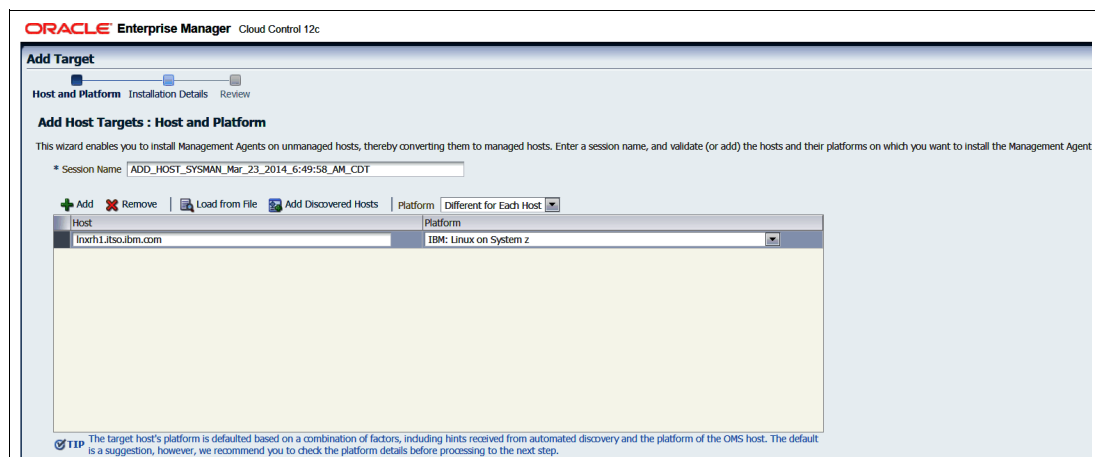 ORACLE Enterprise Manager Cloud Control 12c
Add Target
Host and Platform Installation Details Review
Add Host Targets : Host and Platform
This wizard enables you to install Management Agents on unmanaged hosts, thereby converting them to managed hosts. Enter a session name, and validate (or add) the hosts and their platforms on which you want to install the Management Agent
* Session Name ADD_HOST_SYSMAN_Mar_23_2014_6:49:58_AM_CDT
Add Remove Load from File Add Discovered Hosts Platform Different for Each Host
Host Platform
lnxrh1.itso.ibm.com IBM: Linux on System z
TIP The target host's platform is defaulted based on a combination of factors, including hints received from automated discovery and the platform of the OMS host. The default
is a suggestion, however, we recommend you to check the platform details before processing to the next step.